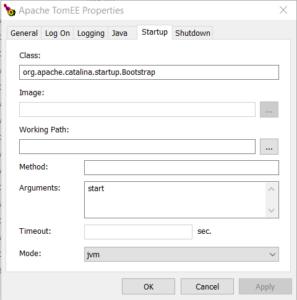 Apache TomEE Properties
General Log On Logging Java Startup Shutdown
Class:
org.apache.catalina.startup.Bootstrap
Image:
...
Working Path:
...
Method:
Arguments: start
Timeout: sec.
Mode: jvm
OK Cancel Apply